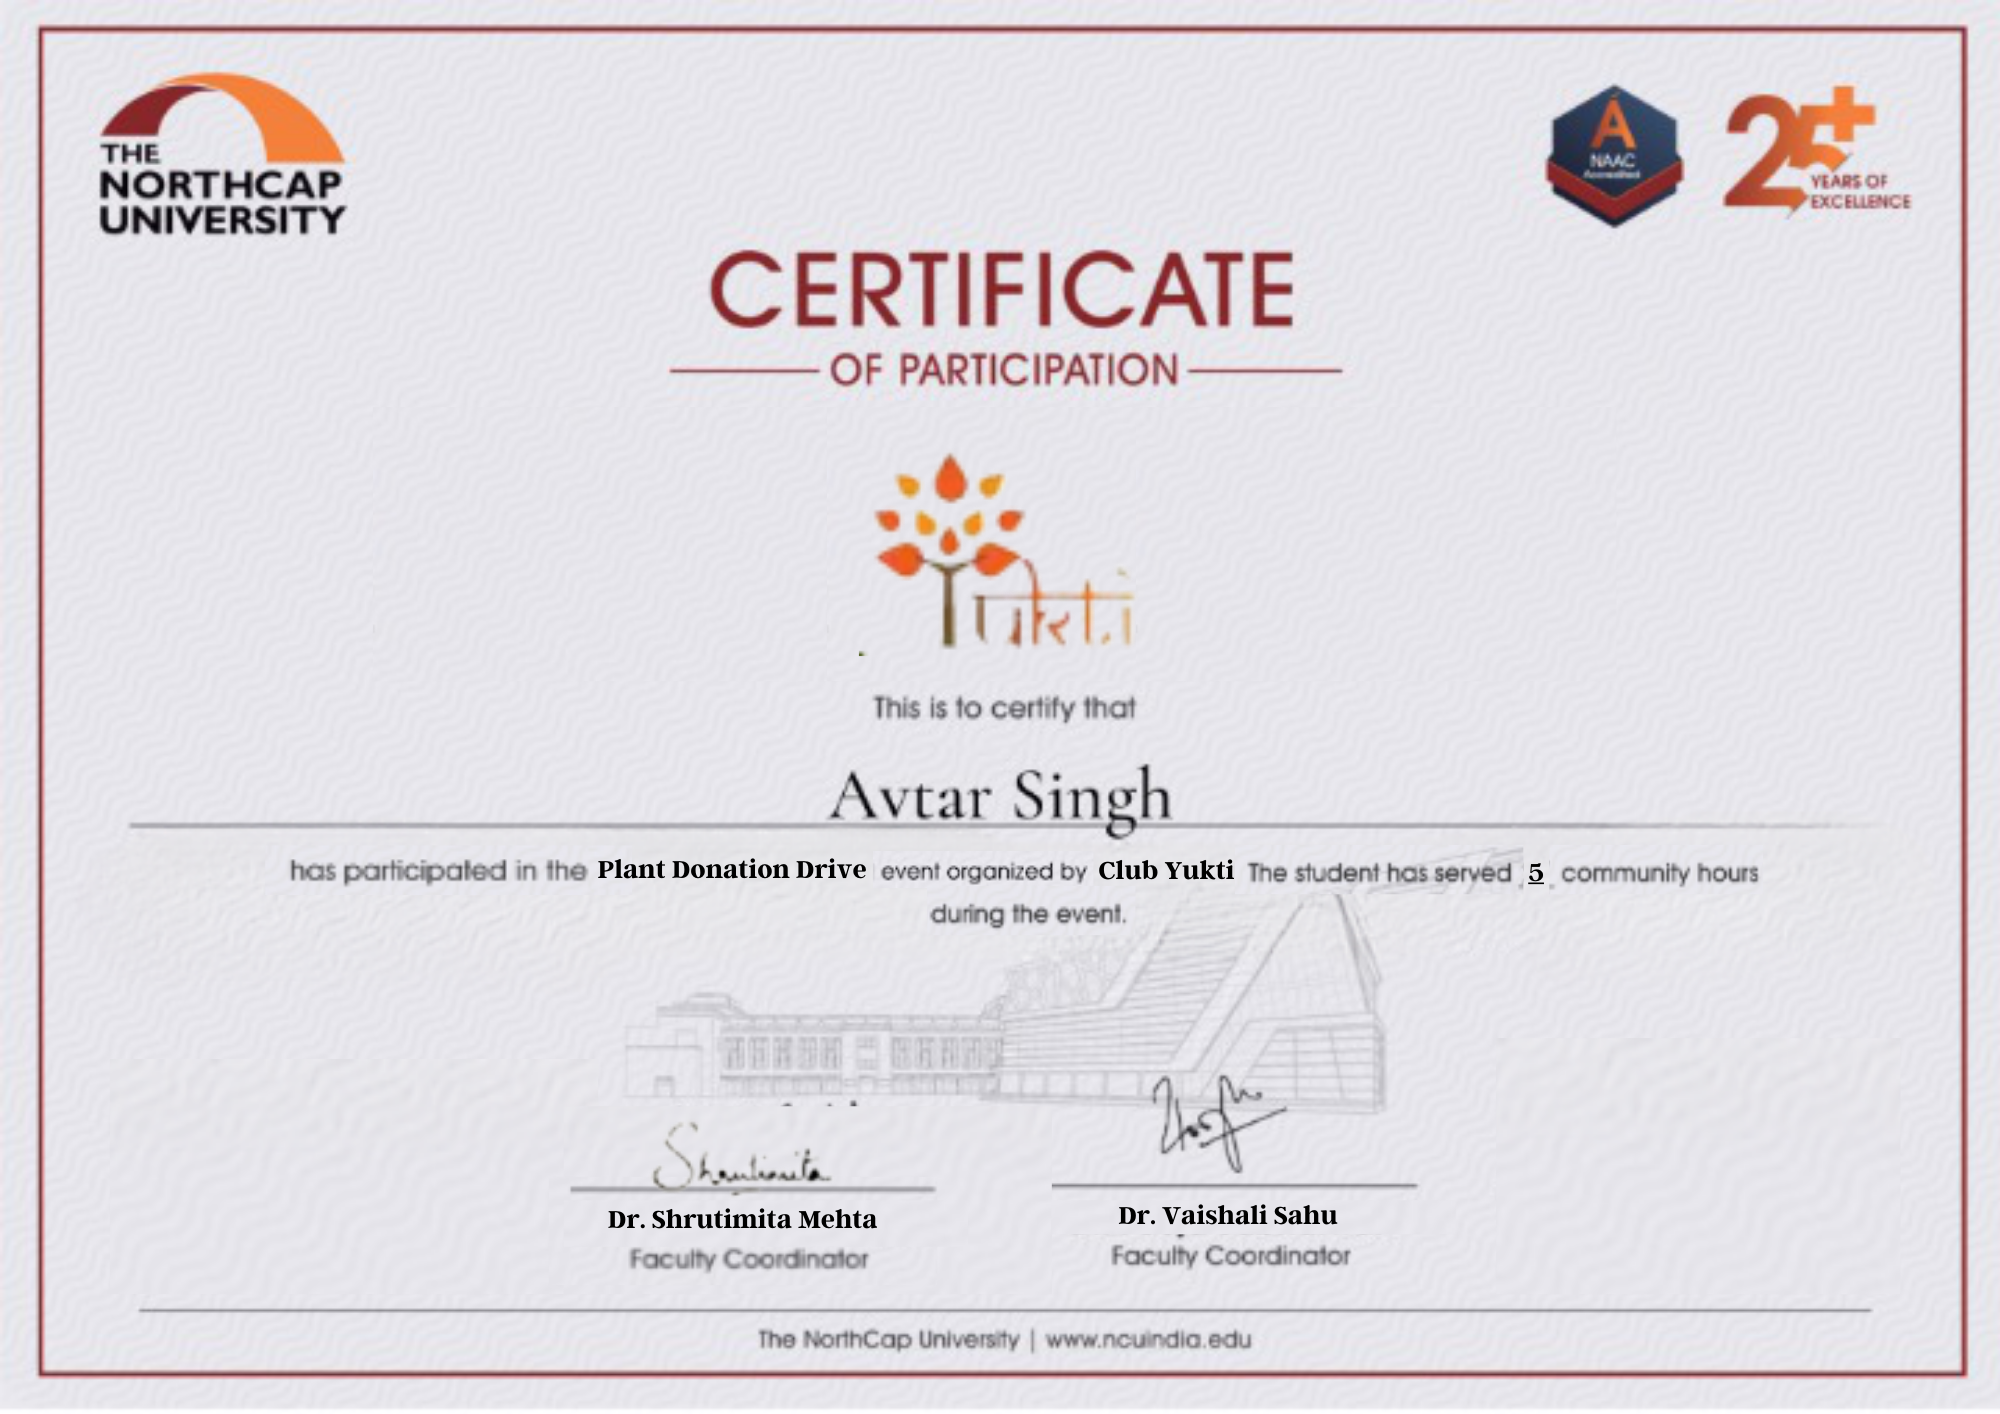 THE
NORTHCAP
UNIVERSITY
A
NAAC
Accredited
25+
YEARS OF
EXCELLENCE
CERTIFICATE
OF PARTICIPATION
Yukti
This is to certify that
Avtar Singh
has participated in the Plant Donation Drive event organized by Club Yukti The student has served 5 community hours
during the event.
Shrutimita
Dr. Shrutimita Mehta
Faculty Coordinator
Dr. Vaishali Sahu
Faculty Coordinator
The NorthCap University | www.ncuindia.edu